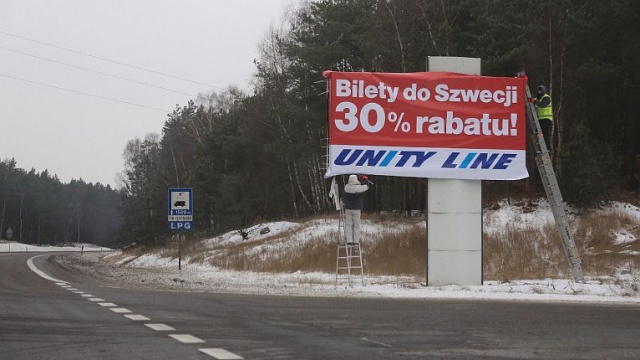 Bilety do Szwecji
30% rabatu!
UNITY LINE
LPG